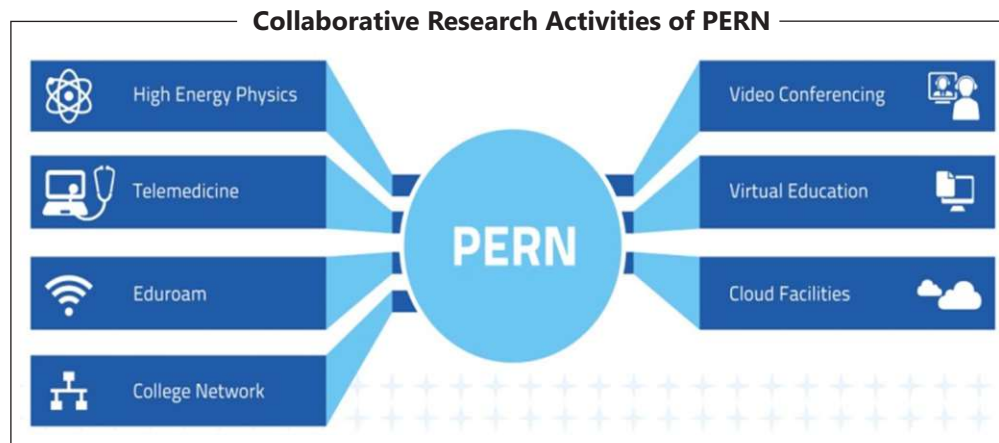 Collaborative Research Activities of PERN
High Energy Physics
Telemedicine
Eduroam
College Network
PERN
Video Conferencing
Virtual Education
Cloud Facilities